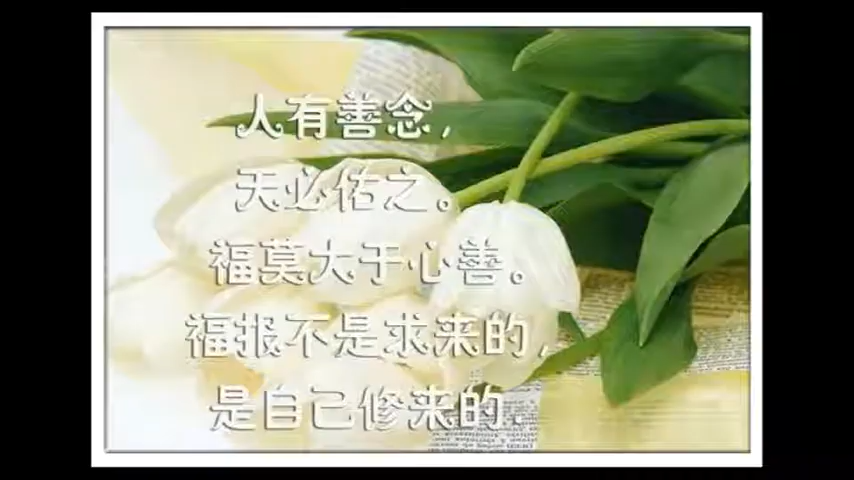 人有善念，
天必佑之。
福莫大于心善。
福报不是求来的，
是自己修来的，